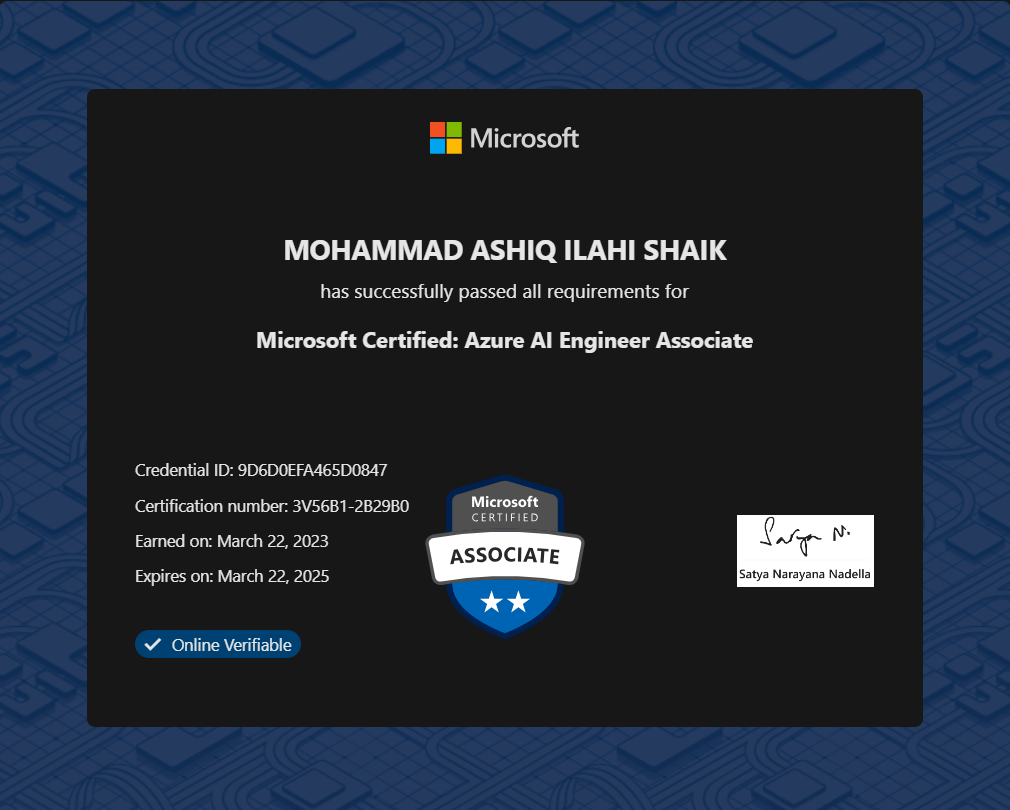 Microsoft
MOHAMMAD ASHIQ ILAHI SHAIK
has successfully passed all requirements for
Microsoft Certified: Azure AI Engineer Associate
Credential ID: 9D6D0EFA465D0847
Certification number: 3V56B1-2B29B0
Earned on: March 22, 2023
Expires on: March 22, 2025
Online Verifiable
Microsoft
CERTIFIED
ASSOCIATE
Satya N.
Satya Narayana Nadella